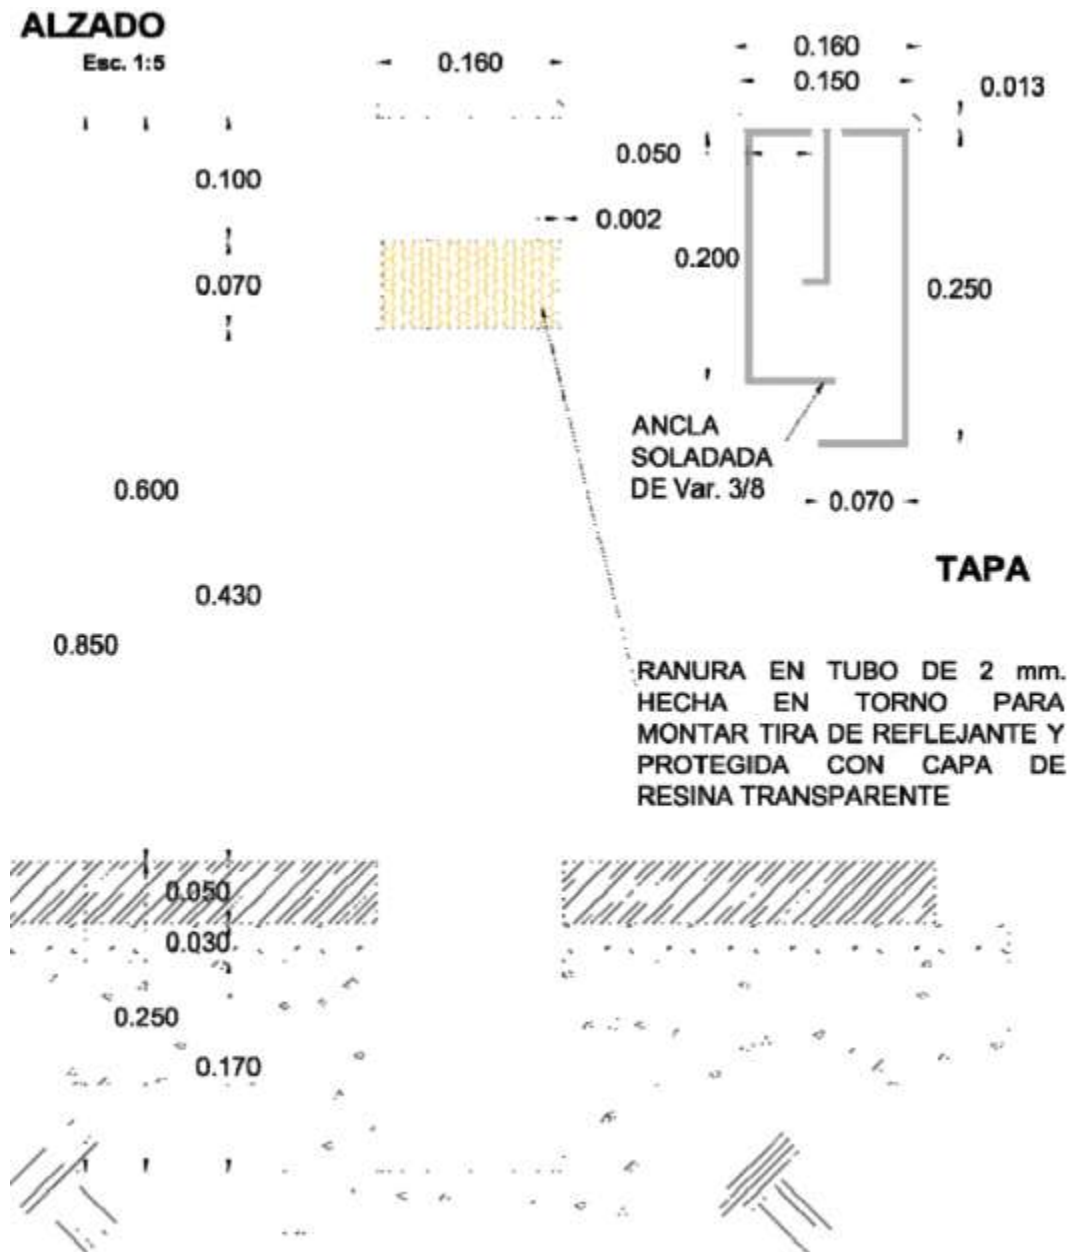 ALZADO
Esc. 1:5
0.160
0.160
0.150
0.013
0.100
0.050
0.002
0.070
0.200
0.250
ANCLA
SOLADADA
DE Var. 3/8
0.070
0.600
TAPA
0.430
0.850
RANURA EN TUBO DE 2 mm.
HECHA EN TORNO PARA
MONTAR TIRA DE REFLEJANTE Y
PROTEGIDA CON CAPA DE
RESINA TRANSPARENTE
0.050
0.030
0.250
0.170